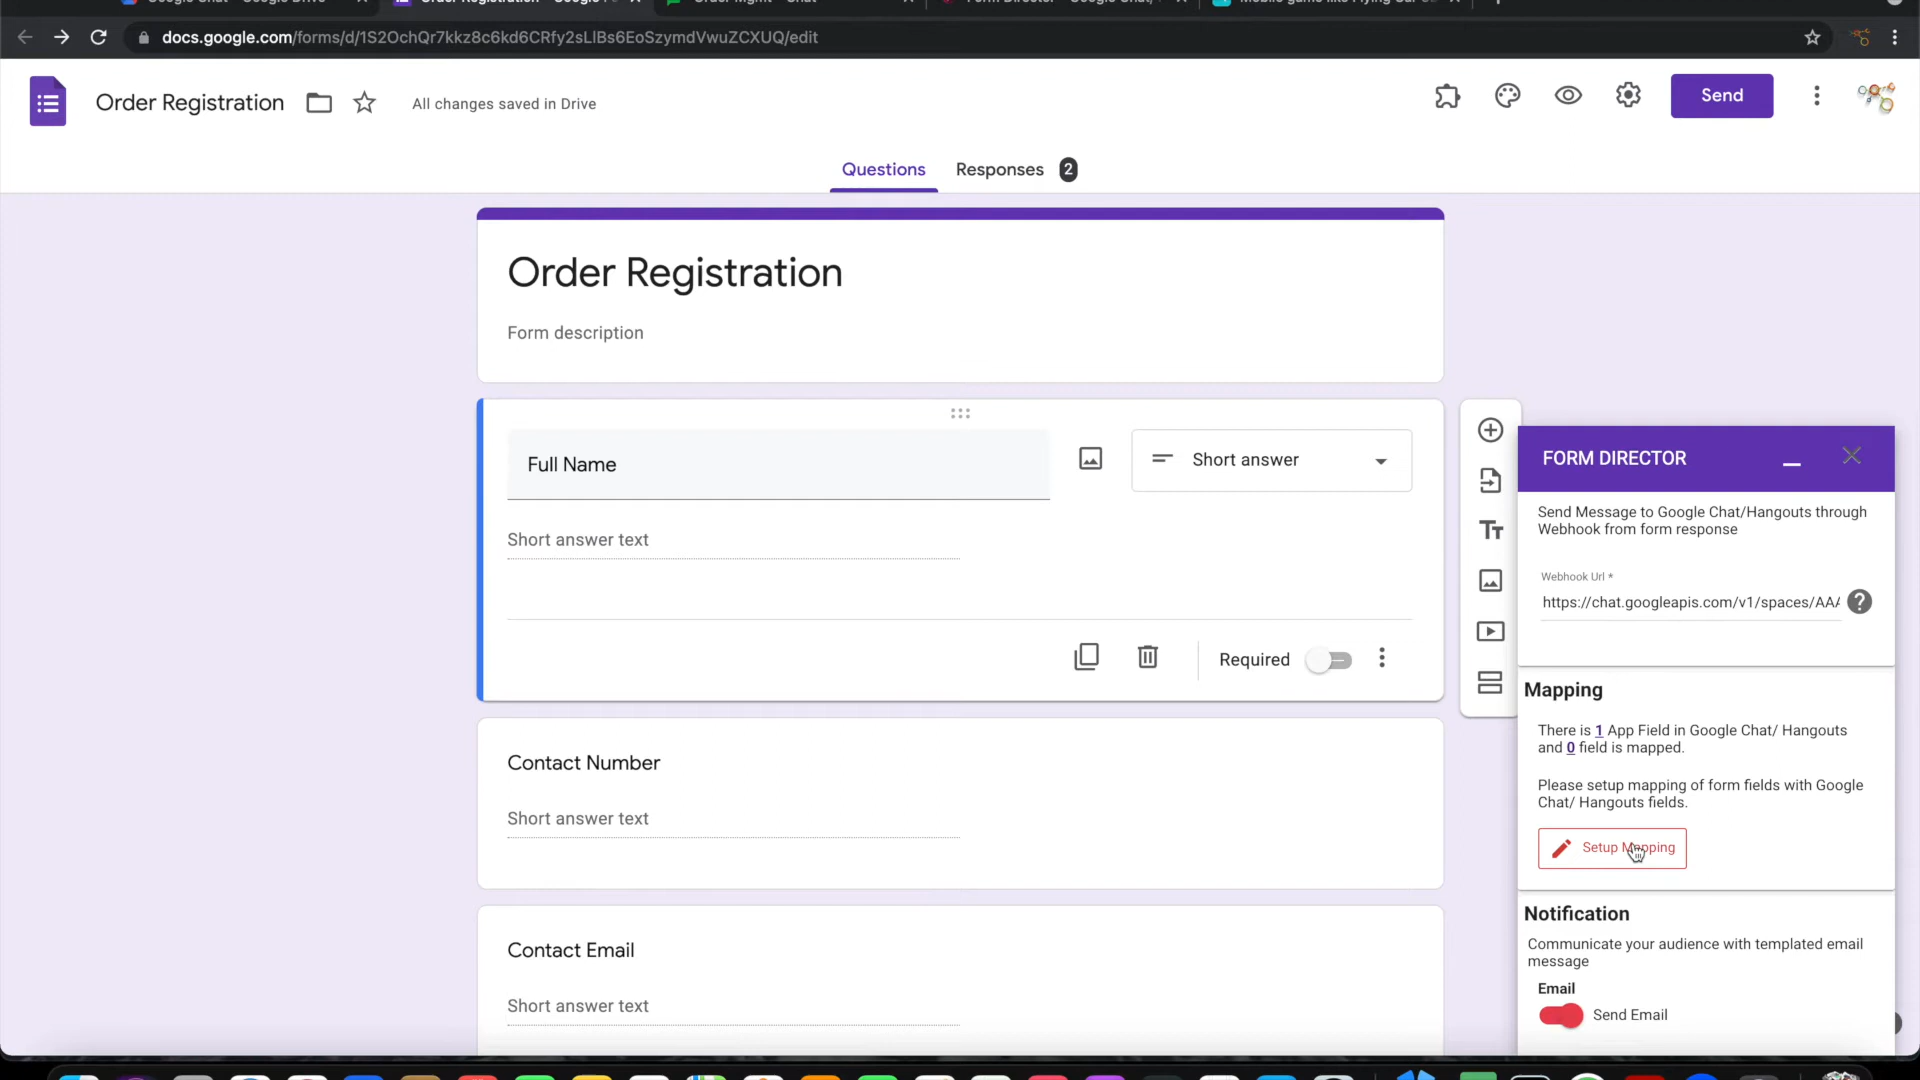 docs.google.com/forms/d/1S2OchQr7kkz8c6kd6CRfy2sLlBs6EoSzymdVwuZCXUQ/edit
Order Registration
All changes saved in Drive
Send
Questions
Responses 2
Order Registration
Form description
Full Name
Short answer
Short answer text
Required
Contact Number
Short answer text
Contact Email
Short answer text
FORM DIRECTOR
Send Message to Google Chat/Hangouts through
Webhook from form response
Webhook Url *
https://chat.googleapis.com/v1/spaces/AAA
Mapping
There is 1 App Field in Google Chat/ Hangouts
and 0 field is mapped.
Please setup mapping of form fields with Google
Chat/ Hangouts fields.
Setup Mapping
Notification
Communicate your audience with templated email
message
Email
Send Email